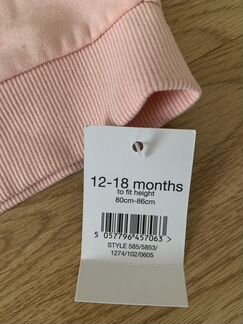 12-18 months
to fit height
80cm-86cm
5 057796 457063 >
STYLE 585/5853/
1274/102/0605